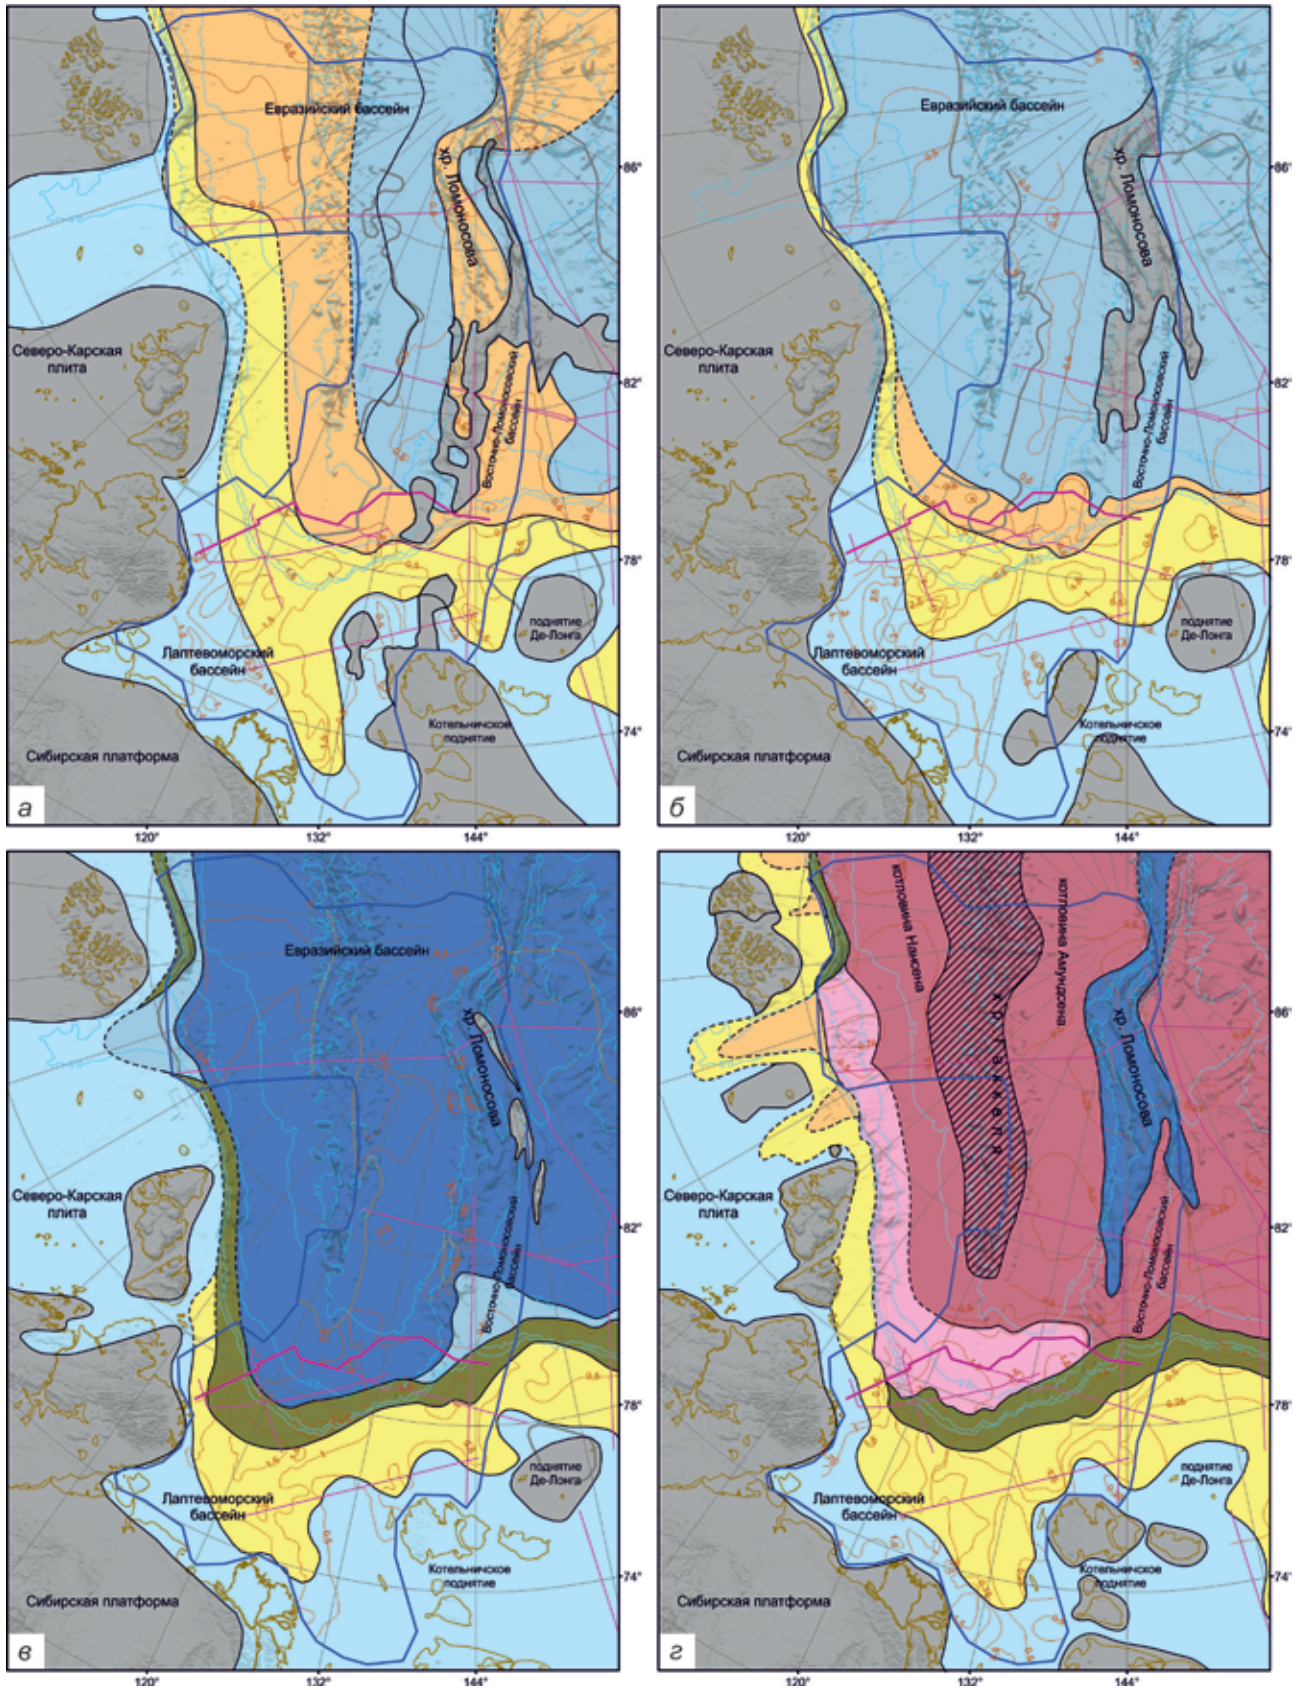 Евразийский бассейн
хр. Ломоносова
86°
Северо-Карская
плита
82°
Восточно-Ломоносовский
бассейн
78°
поднятие
Де-Лонга
Лаптевоморский
бассейн
Котельничское
поднятие
74°
Сибирская платформа
а
120°
132°
144°
Евразийский бассейн
хр. Ломоносова
86°
Северо-Карская
плита
82°
Восточно-Ломоносовский
бассейн
78°
поднятие
Де-Лонга
Лаптевоморский
бассейн
Котельничское
поднятие
74°
Сибирская платформа
б
120°
132°
144°
Евразийский бассейн
хр. Ломоносова
86°
Северо-Карская
плита
82°
Восточно-Ломоносовский
бассейн
78°
поднятие
Де-Лонга
Лаптевоморский
бассейн
Котельничское
поднятие
74°
Сибирская платформа
в
120°
132°
144°
котловина Нансена
хр. Гаккеля
котловина Амундсена
хр. Ломоносова
86°
Северо-Карская
плита
82°
Восточно-Ломоносовский
бассейн
78°
поднятие
Де-Лонга
Лаптевоморский
бассейн
Котельничское
поднятие
74°
Сибирская платформа
г
120°
132°
144°